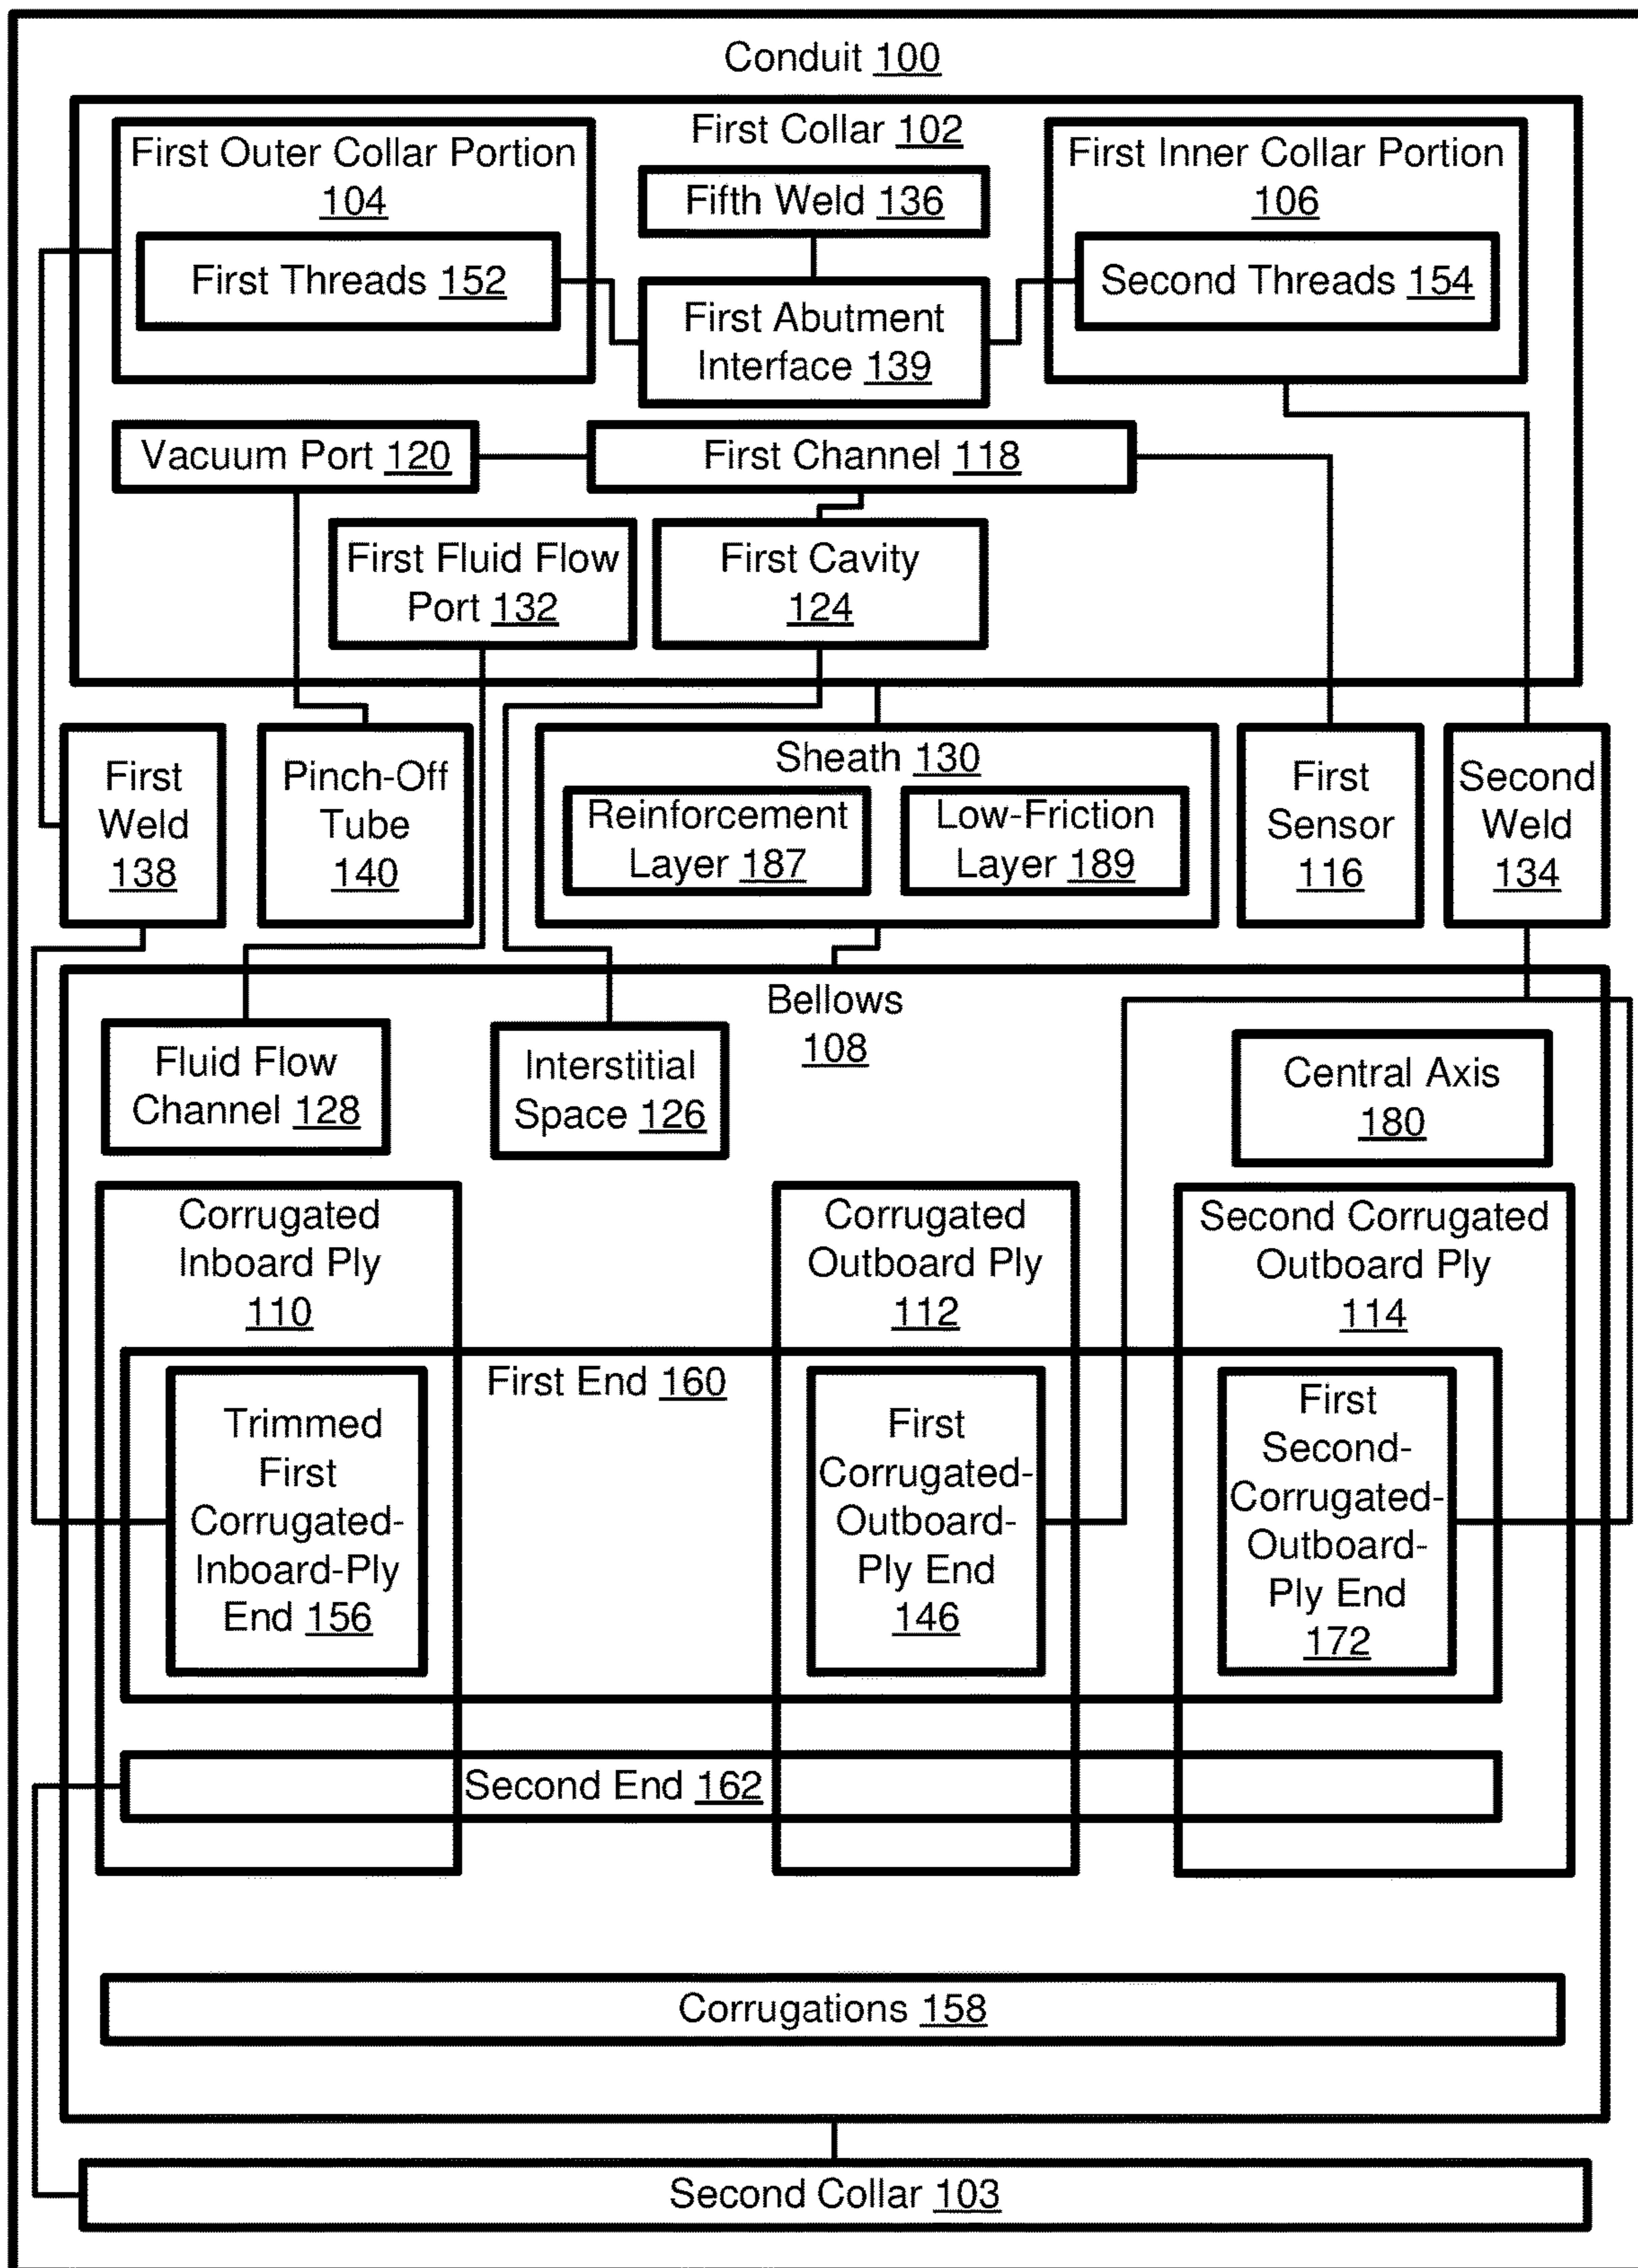 Conduit 100
First Collar 102
First Outer Collar Portion
104
First Threads 152
Fifth Weld 136
First Abutment
Interface 139
First Inner Collar Portion
106
Second Threads 154
Vacuum Port 120
First Channel 118
First Fluid Flow
Port 132
First Cavity
124
First
Weld
138
Pinch-Off
Tube
140
Sheath 130
Reinforcement
Layer 187
Low-Friction
Layer 189
First
Sensor
116
Second
Weld
134
Bellows
108
Fluid Flow
Channel 128
Interstitial
Space 126
Central Axis
180
Corrugated
Inboard Ply
110
Corrugated
Outboard Ply
112
Second Corrugated
Outboard Ply
114
First End 160
Trimmed
First
Corrugated-
Inboard-Ply
End 156
First
Corrugated-
Outboard-
Ply End
146
First
Second-
Corrugated-
Outboard-
Ply End
172
Second End 162
Corrugations 158
Second Collar 103